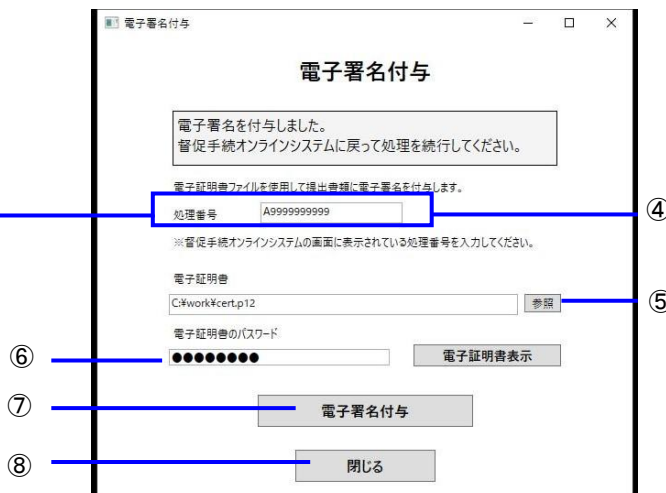 電子署名付与
電子署名付与
電子署名を付与しました。
督促手続オンラインシステムに戻って処理を続行してください。
電子証明書ファイルを使用して提出書類に電子署名を付与します。
処理番号 A9999999999
④
※督促手続オンラインシステムの画面に表示されている処理番号を入力してください。
電子証明書
C:¥work¥cert.p12 参照
⑤
電子証明書のパスワード
⑥ ●●●●●●●● 電子証明書表示
⑦ 電子署名付与
⑧ 閉じる